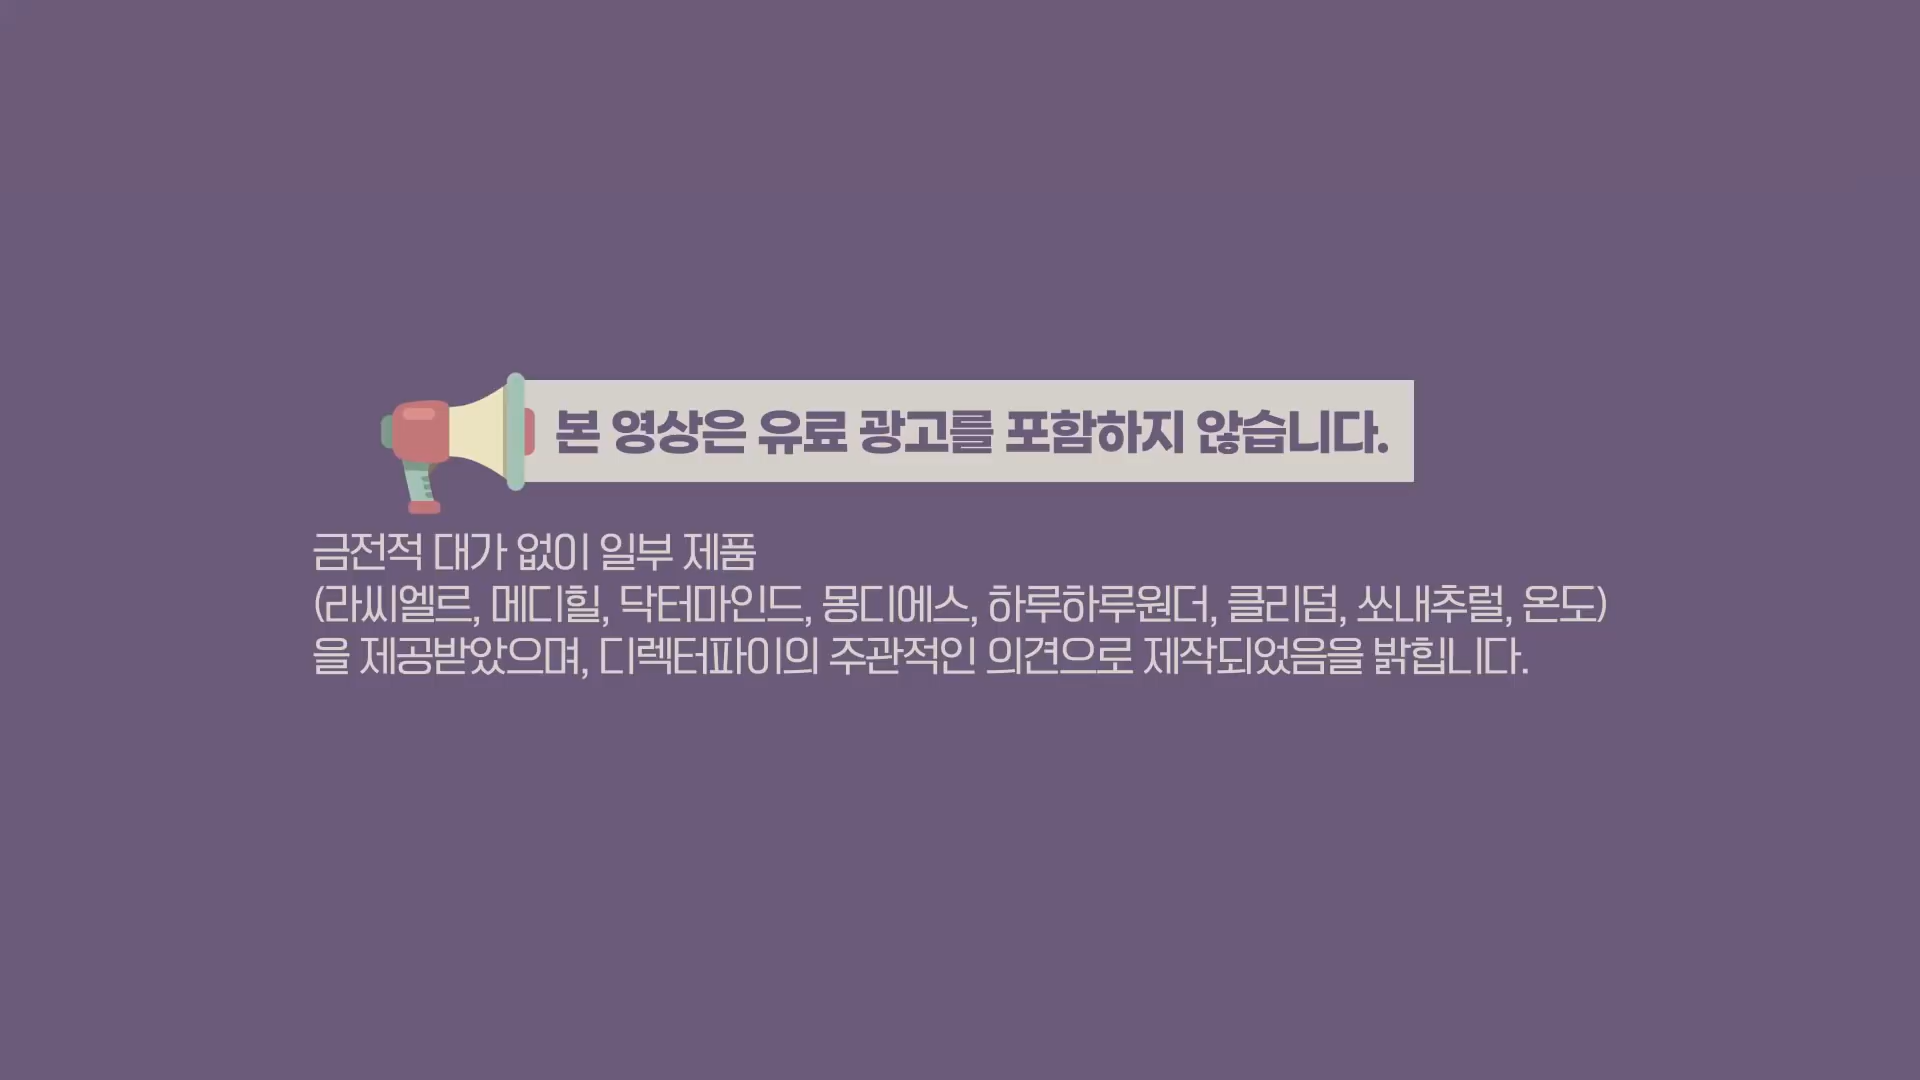 본 영상은 유료 광고를 포함하지 않습니다.
금전적 대가 없이 일부 제품
(라씨엘르, 메디힐, 닥터마인드, 몽디에스, 하루하루원더, 클리덤, 쏘내추럴, 온도)
을 제공받았으며, 디렉터파이의 주관적인 의견으로 제작되었음을 밝힙니다.